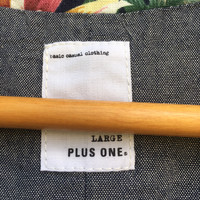 basic casual clothing
LARGE
PLUS ONE.